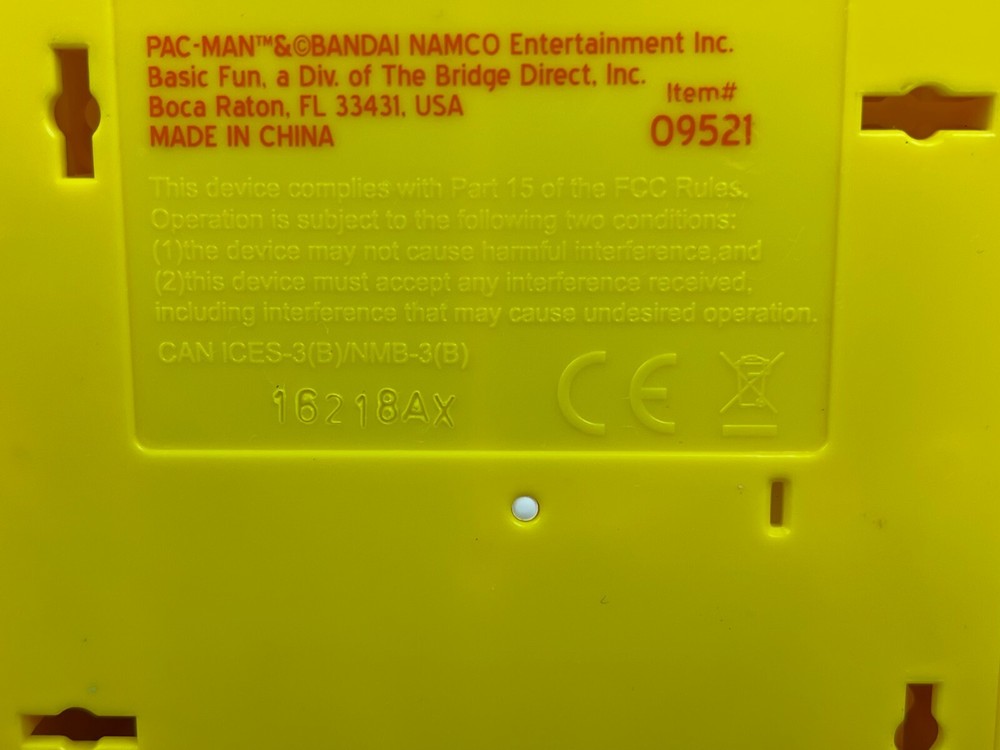 PAC-MAN™&©BANDAI NAMCO Entertainment Inc.
Basic Fun, a Div. of The Bridge Direct, Inc.
Boca Raton, FL 33431, USA
MADE IN CHINA
Item#
09521
This device complies with Part 15 of the FCC Rules.
Operation is subject to the following two conditions:
(1)the device may not cause harmful interference,and
(2)this device must accept any interference received,
including interference that may cause undesired operation.
CAN ICES-3(B)/NMB-3(B)
16218AX
CE